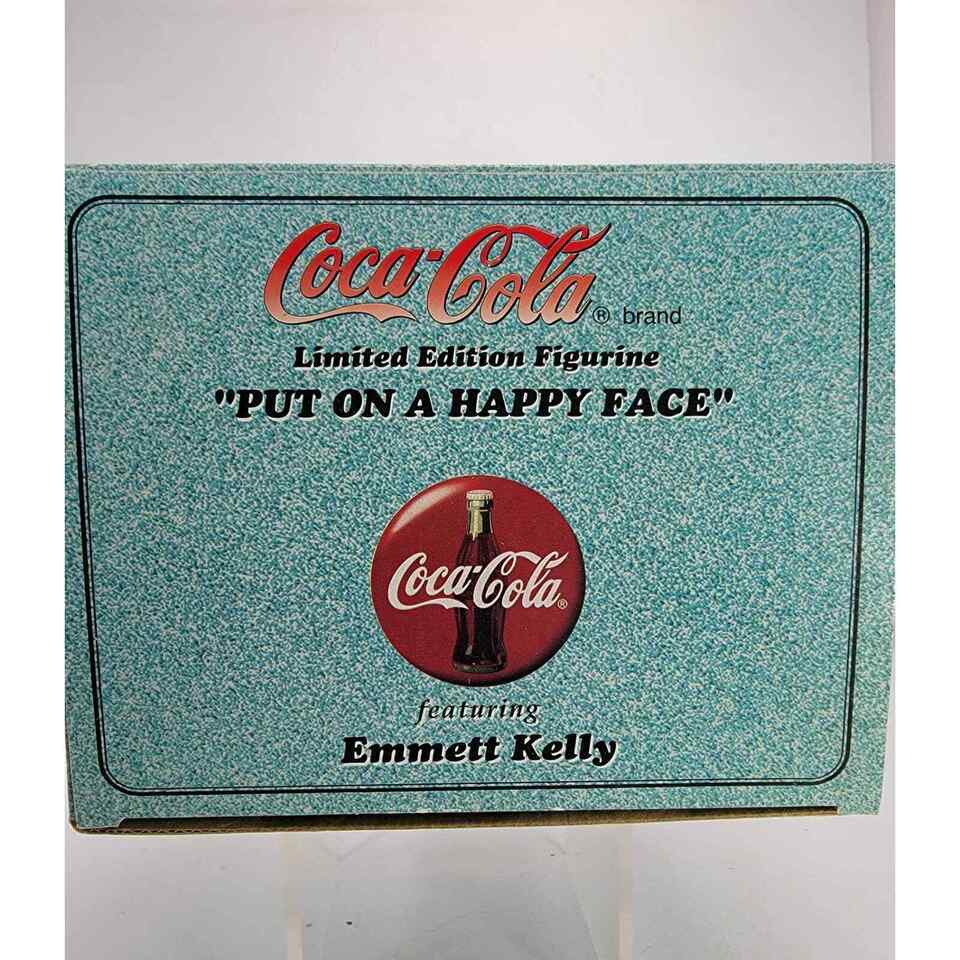 Coca-Cola® brand
Limited Edition Figurine
"PUT ON A HAPPY FACE"
Coca-Cola®
featuring
Emmett Kelly